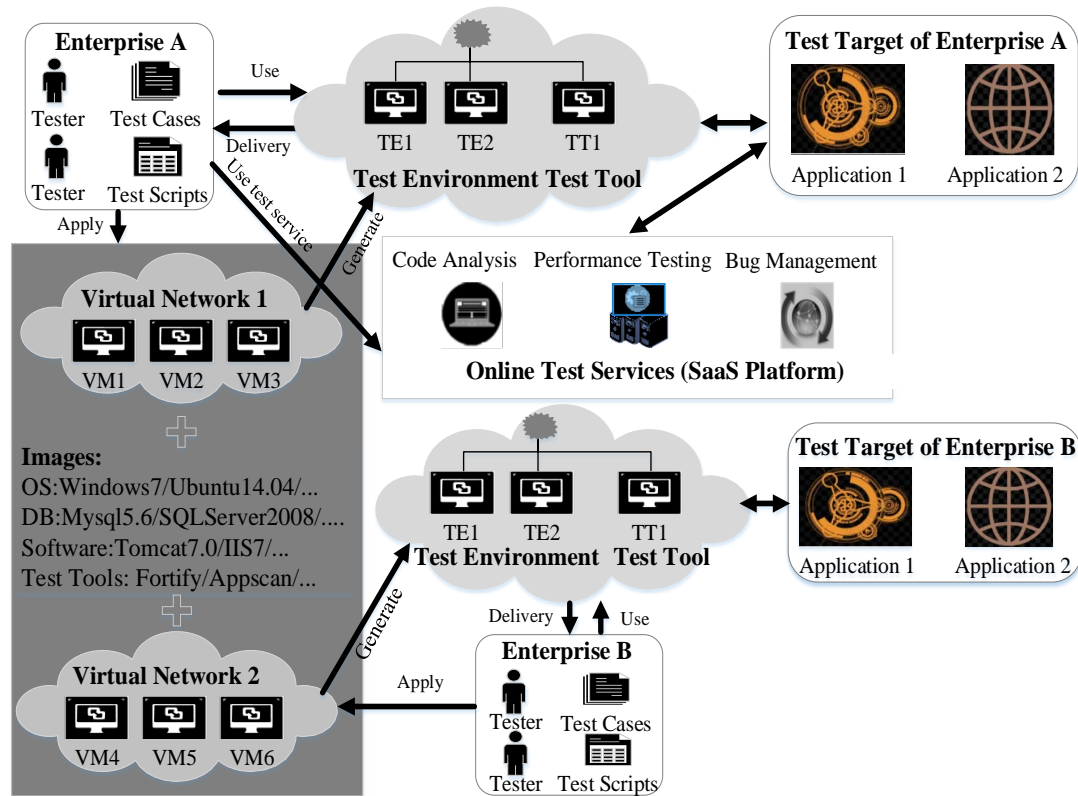 Enterprise A
Tester
Test Cases
Tester
Test Scripts
Use
Delivery
Use test service
Apply
Generate
TE1
TE2
TT1
Test Environment Test Tool
Test Target of Enterprise A
Application 1
Application 2
Virtual Network 1
VM1
VM2
VM3
Code Analysis
Performance Testing
Bug Management
Online Test Services (SaaS Platform)
Images:
OS:Windows7/Ubuntu14.04/...
DB:Mysql5.6/SQLServer2008/....
Software:Tomcat7.0/IIS7/...
Test Tools: Fortify/Appscan/...
TE1
TE2
TT1
Test Environment
Test Tool
Test Target of Enterprise B
Application 1
Application 2
Generate
Delivery
Use
Virtual Network 2
VM4
VM5
VM6
Apply
Enterprise B
Tester
Test Cases
Tester
Test Scripts